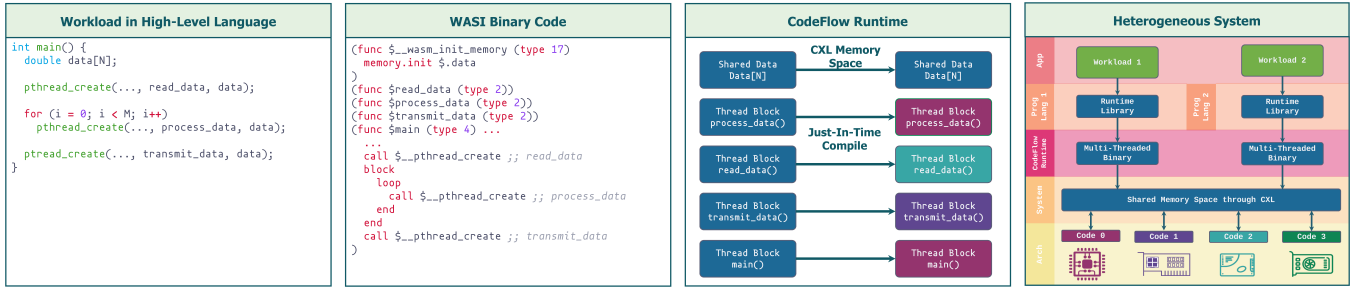 Workload in High-Level Language
int main() {
double data[N];
pthread_create(..., read_data, data);
for (i = 0; i < M; i++)
pthread_create(..., process_data, data);
ptread_create(..., transmit_data, data);
}
WASI Binary Code
(func $__wasm_init_memory (type 17)
memory.init $.data
)
(func $read_data (type 2))
(func $process_data (type 2))
(func $transmit_data (type 2))
(func $main (type 4) ...
...
call $__pthread_create ;; read_data
block
loop
call $__pthread_create ;; process_data
end
end
call $__pthread_create ;; transmit_data
)
CodeFlow Runtime
Shared Data
Data[N]
CXL Memory
Space
Shared Data
Data[N]
Thread Block
process_data()
Thread Block
process_data()
Just-In-Time
Compile
Thread Block
read_data()
Thread Block
read_data()
Thread Block
transmit_data()
Thread Block
transmit_data()
Thread Block
main()
Thread Block
main()
Heterogeneous System
App
Workload 1
Workload 2
Prog
Lang 1
Runtime
Library
Prog
Lang 2
Runtime
Library
CodeFlow
Runtime
Multi-Threaded
Binary
Multi-Threaded
Binary
System
Shared Memory Space through CXL
Arch
Code 0
Code 1
Code 2
Code 3